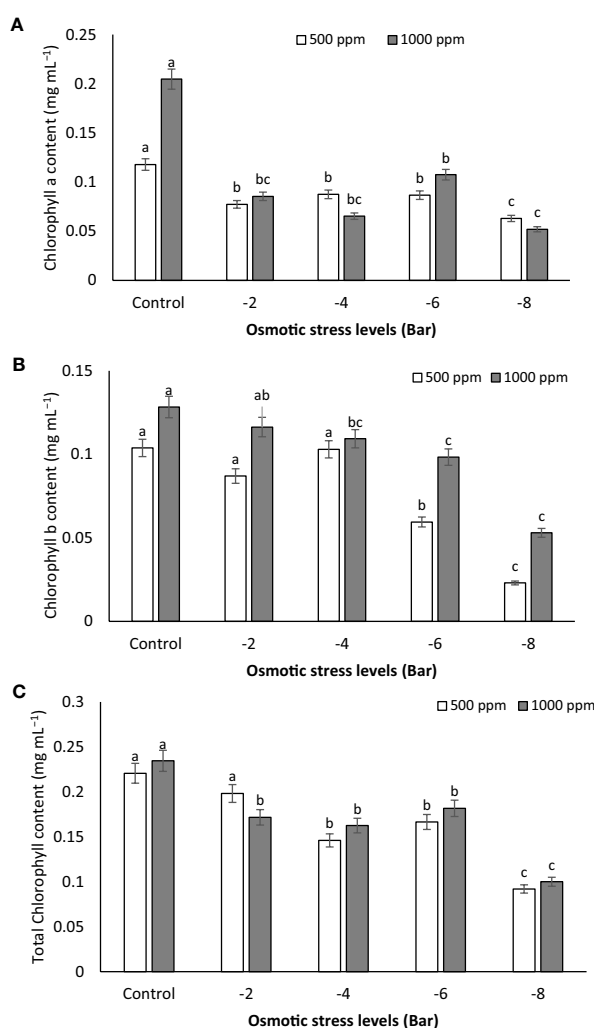 A
500 ppm 1000 ppm
Chlorophyll a content (mg mL⁻¹)
0.25
0.2
0.15
0.1
0.05
0
a a b bc b bc b b c c
Control -2 -4 -6 -8
Osmotic stress levels (Bar)
B
500 ppm 1000 ppm
Chlorophyll b content (mg mL⁻¹)
0.15
0.1
0.05
0
a a a ab a bc b c c c
Control -2 -4 -6 -8
Osmotic stress levels (Bar)
C
500 ppm 1000 ppm
Total Chlorophyll content (mg mL⁻¹)
0.3
0.25
0.2
0.15
0.1
0.05
0
a a a b b b b b c c
Control -2 -4 -6 -8
Osmotic stress levels (Bar)